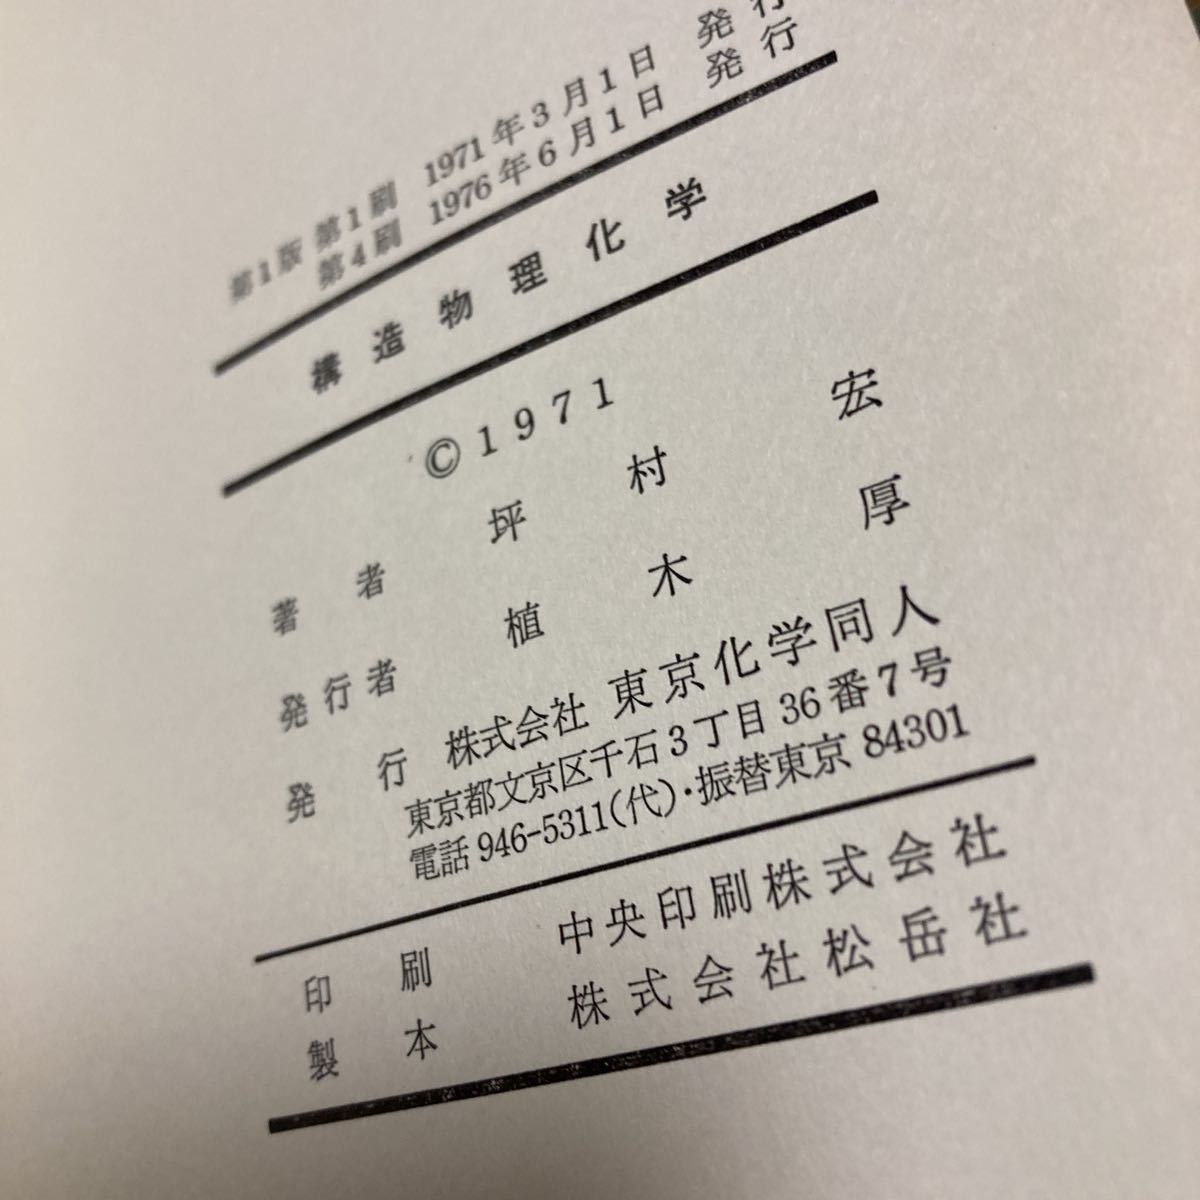 第1版 第1刷 1971年3月1日 発行
第4刷 1976年6月1日 発行
構造物理化学
© 1971
著者 坪村宏
発行者 植木厚
発行 株式会社 東京化学同人
東京都文京区千石3丁目36番7号
電話 946-5311(代)・振替東京 84301
印刷 中央印刷株式会社
製本 株式会社松岳社